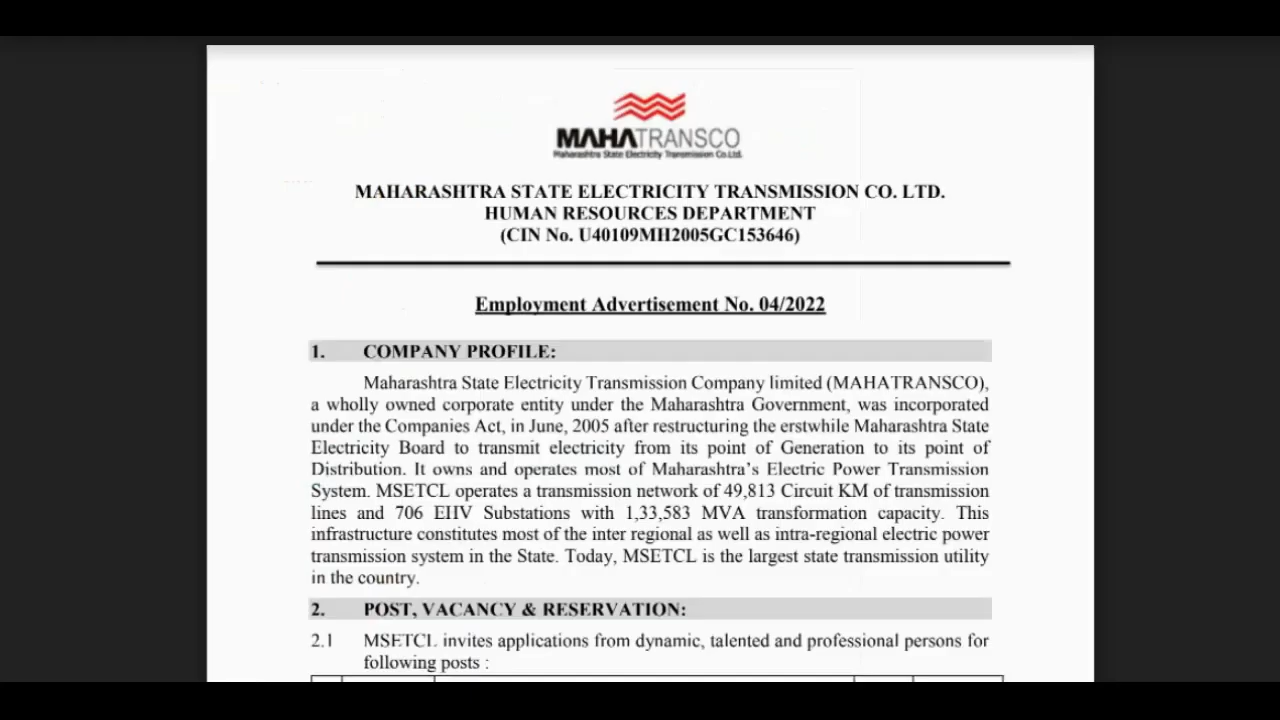 MAHATRANSCO
Maharashtra State Electricity Transmission Co.Ltd.
MAHARASHTRA STATE ELECTRICITY TRANSMISSION CO. LTD.
HUMAN RESOURCES DEPARTMENT
(CIN No. U40109MH2005GC153646)
Employment Advertisement No. 04/2022
1. COMPANY PROFILE:
Maharashtra State Electricity Transmission Company limited (MAHATRANSCO),
a wholly owned corporate entity under the Maharashtra Government, was incorporated
under the Companies Act, in June, 2005 after restructuring the erstwhile Maharashtra State
Electricity Board to transmit electricity from its point of Generation to its point of
Distribution. It owns and operates most of Maharashtra's Electric Power Transmission
System. MSETCL operates a transmission network of 49,813 Circuit KM of transmission
lines and 706 EHV Substations with 1,33,583 MVA transformation capacity. This
infrastructure constitutes most of the inter regional as well as intra-regional electric power
transmission system in the State. Today, MSETCL is the largest state transmission utility
in the country.
2. POST, VACANCY & RESERVATION:
2.1 MSETCL invites applications from dynamic, talented and professional persons for
following posts :